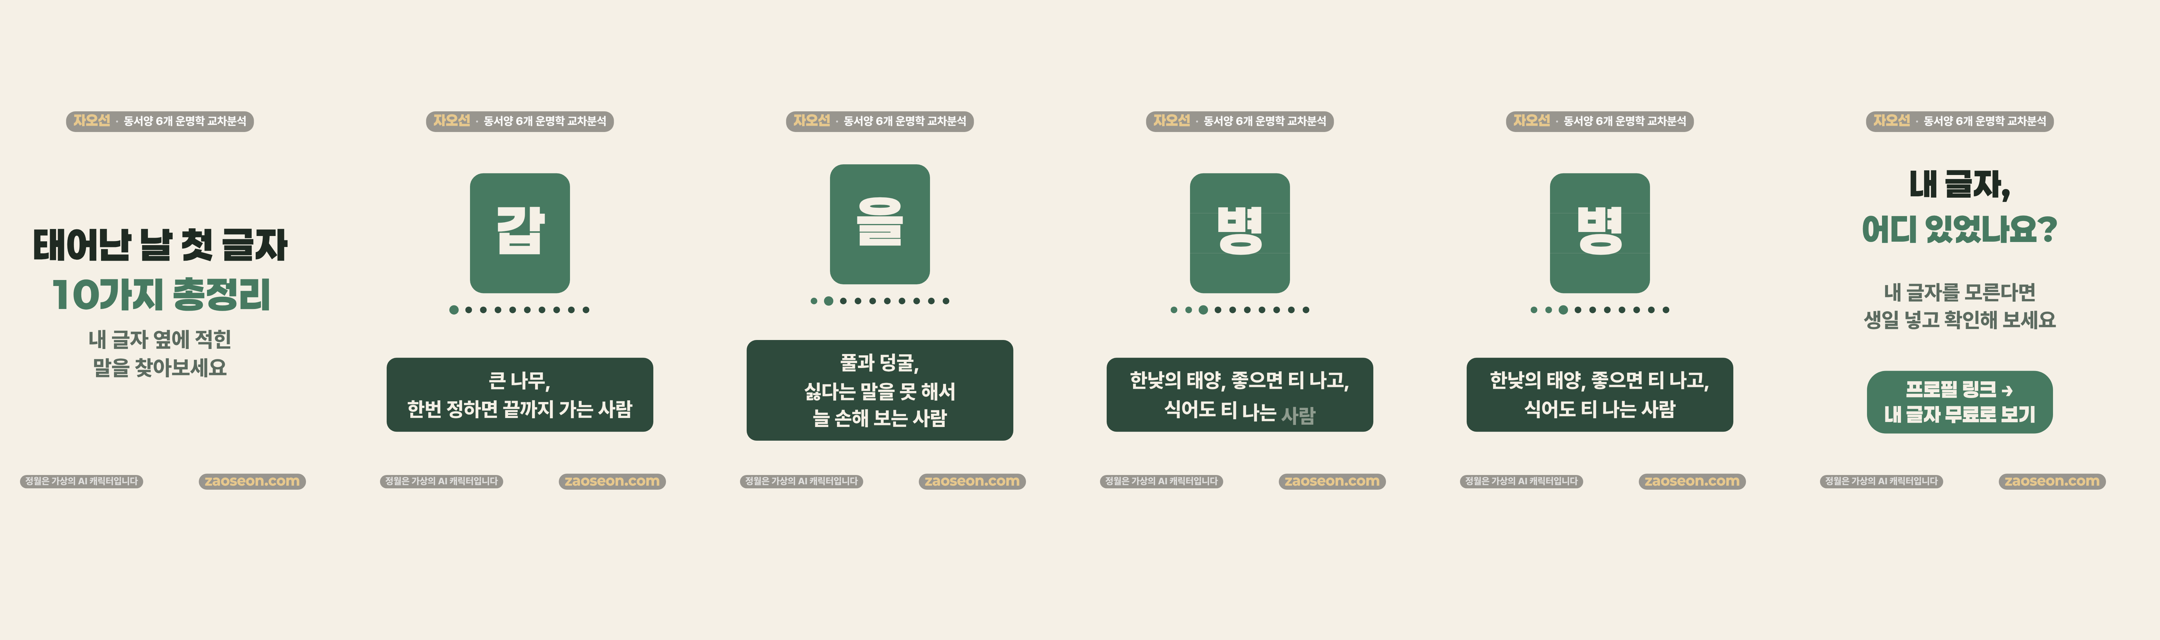 자오선 · 동서양 6개 운명학 교차분석
태어난 날 첫 글자
10가지 총정리
내 글자 옆에 적힌
말을 찾아보세요
정월은 가상의 AI 캐릭터입니다
zaoseon.com
자오선 · 동서양 6개 운명학 교차분석
갑
큰 나무,
한번 정하면 끝까지 가는 사람
정월은 가상의 AI 캐릭터입니다
zaoseon.com
자오선 · 동서양 6개 운명학 교차분석
을
풀과 덩굴,
싫다는 말을 못 해서
늘 손해 보는 사람
정월은 가상의 AI 캐릭터입니다
zaoseon.com
자오선 · 동서양 6개 운명학 교차분석
병
한낮의 태양, 좋으면 티 나고,
식어도 티 나는 사람
정월은 가상의 AI 캐릭터입니다
zaoseon.com
자오선 · 동서양 6개 운명학 교차분석
병
한낮의 태양, 좋으면 티 나고,
식어도 티 나는 사람
정월은 가상의 AI 캐릭터입니다
zaoseon.com
자오선 · 동서양 6개 운명학 교차분석
내 글자,
어디 있었나요?
내 글자를 모른다면
생일 넣고 확인해 보세요
프로필 링크 →
내 글자 무료로 보기
정월은 가상의 AI 캐릭터입니다
zaoseon.com